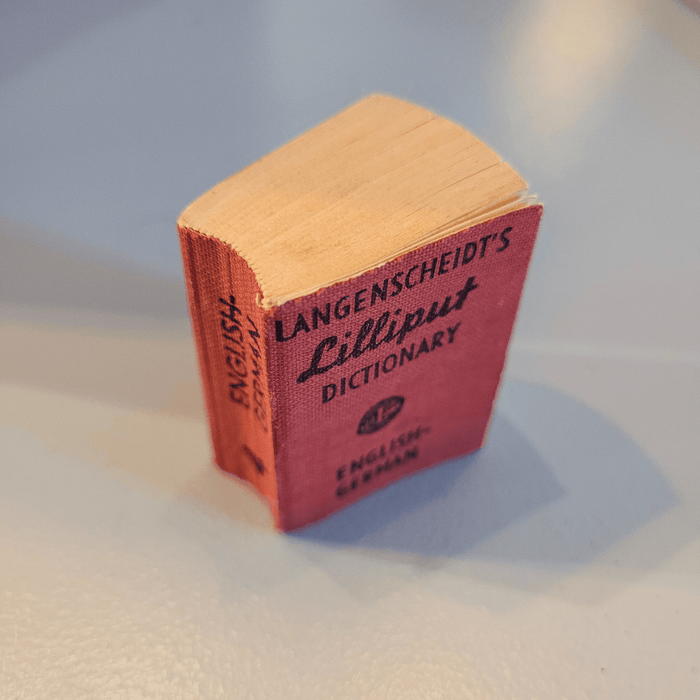 LANGENSCHEIDT'S
Lilliput
DICTIONARY
ENGLISH-
GERMAN
ENGLISH-
GERMAN